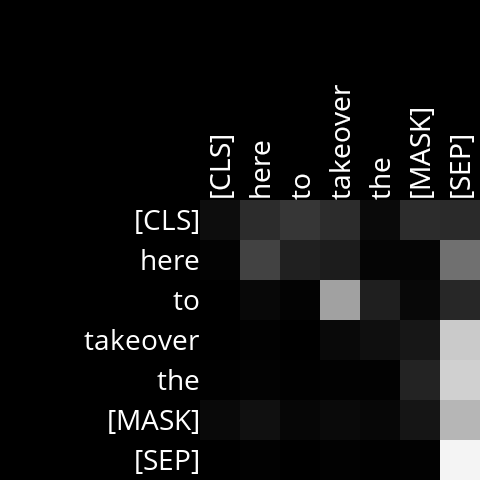 [CLS] here to takeover the [MASK] [SEP]
[CLS]
here
to
takeover
the
[MASK]
[SEP]